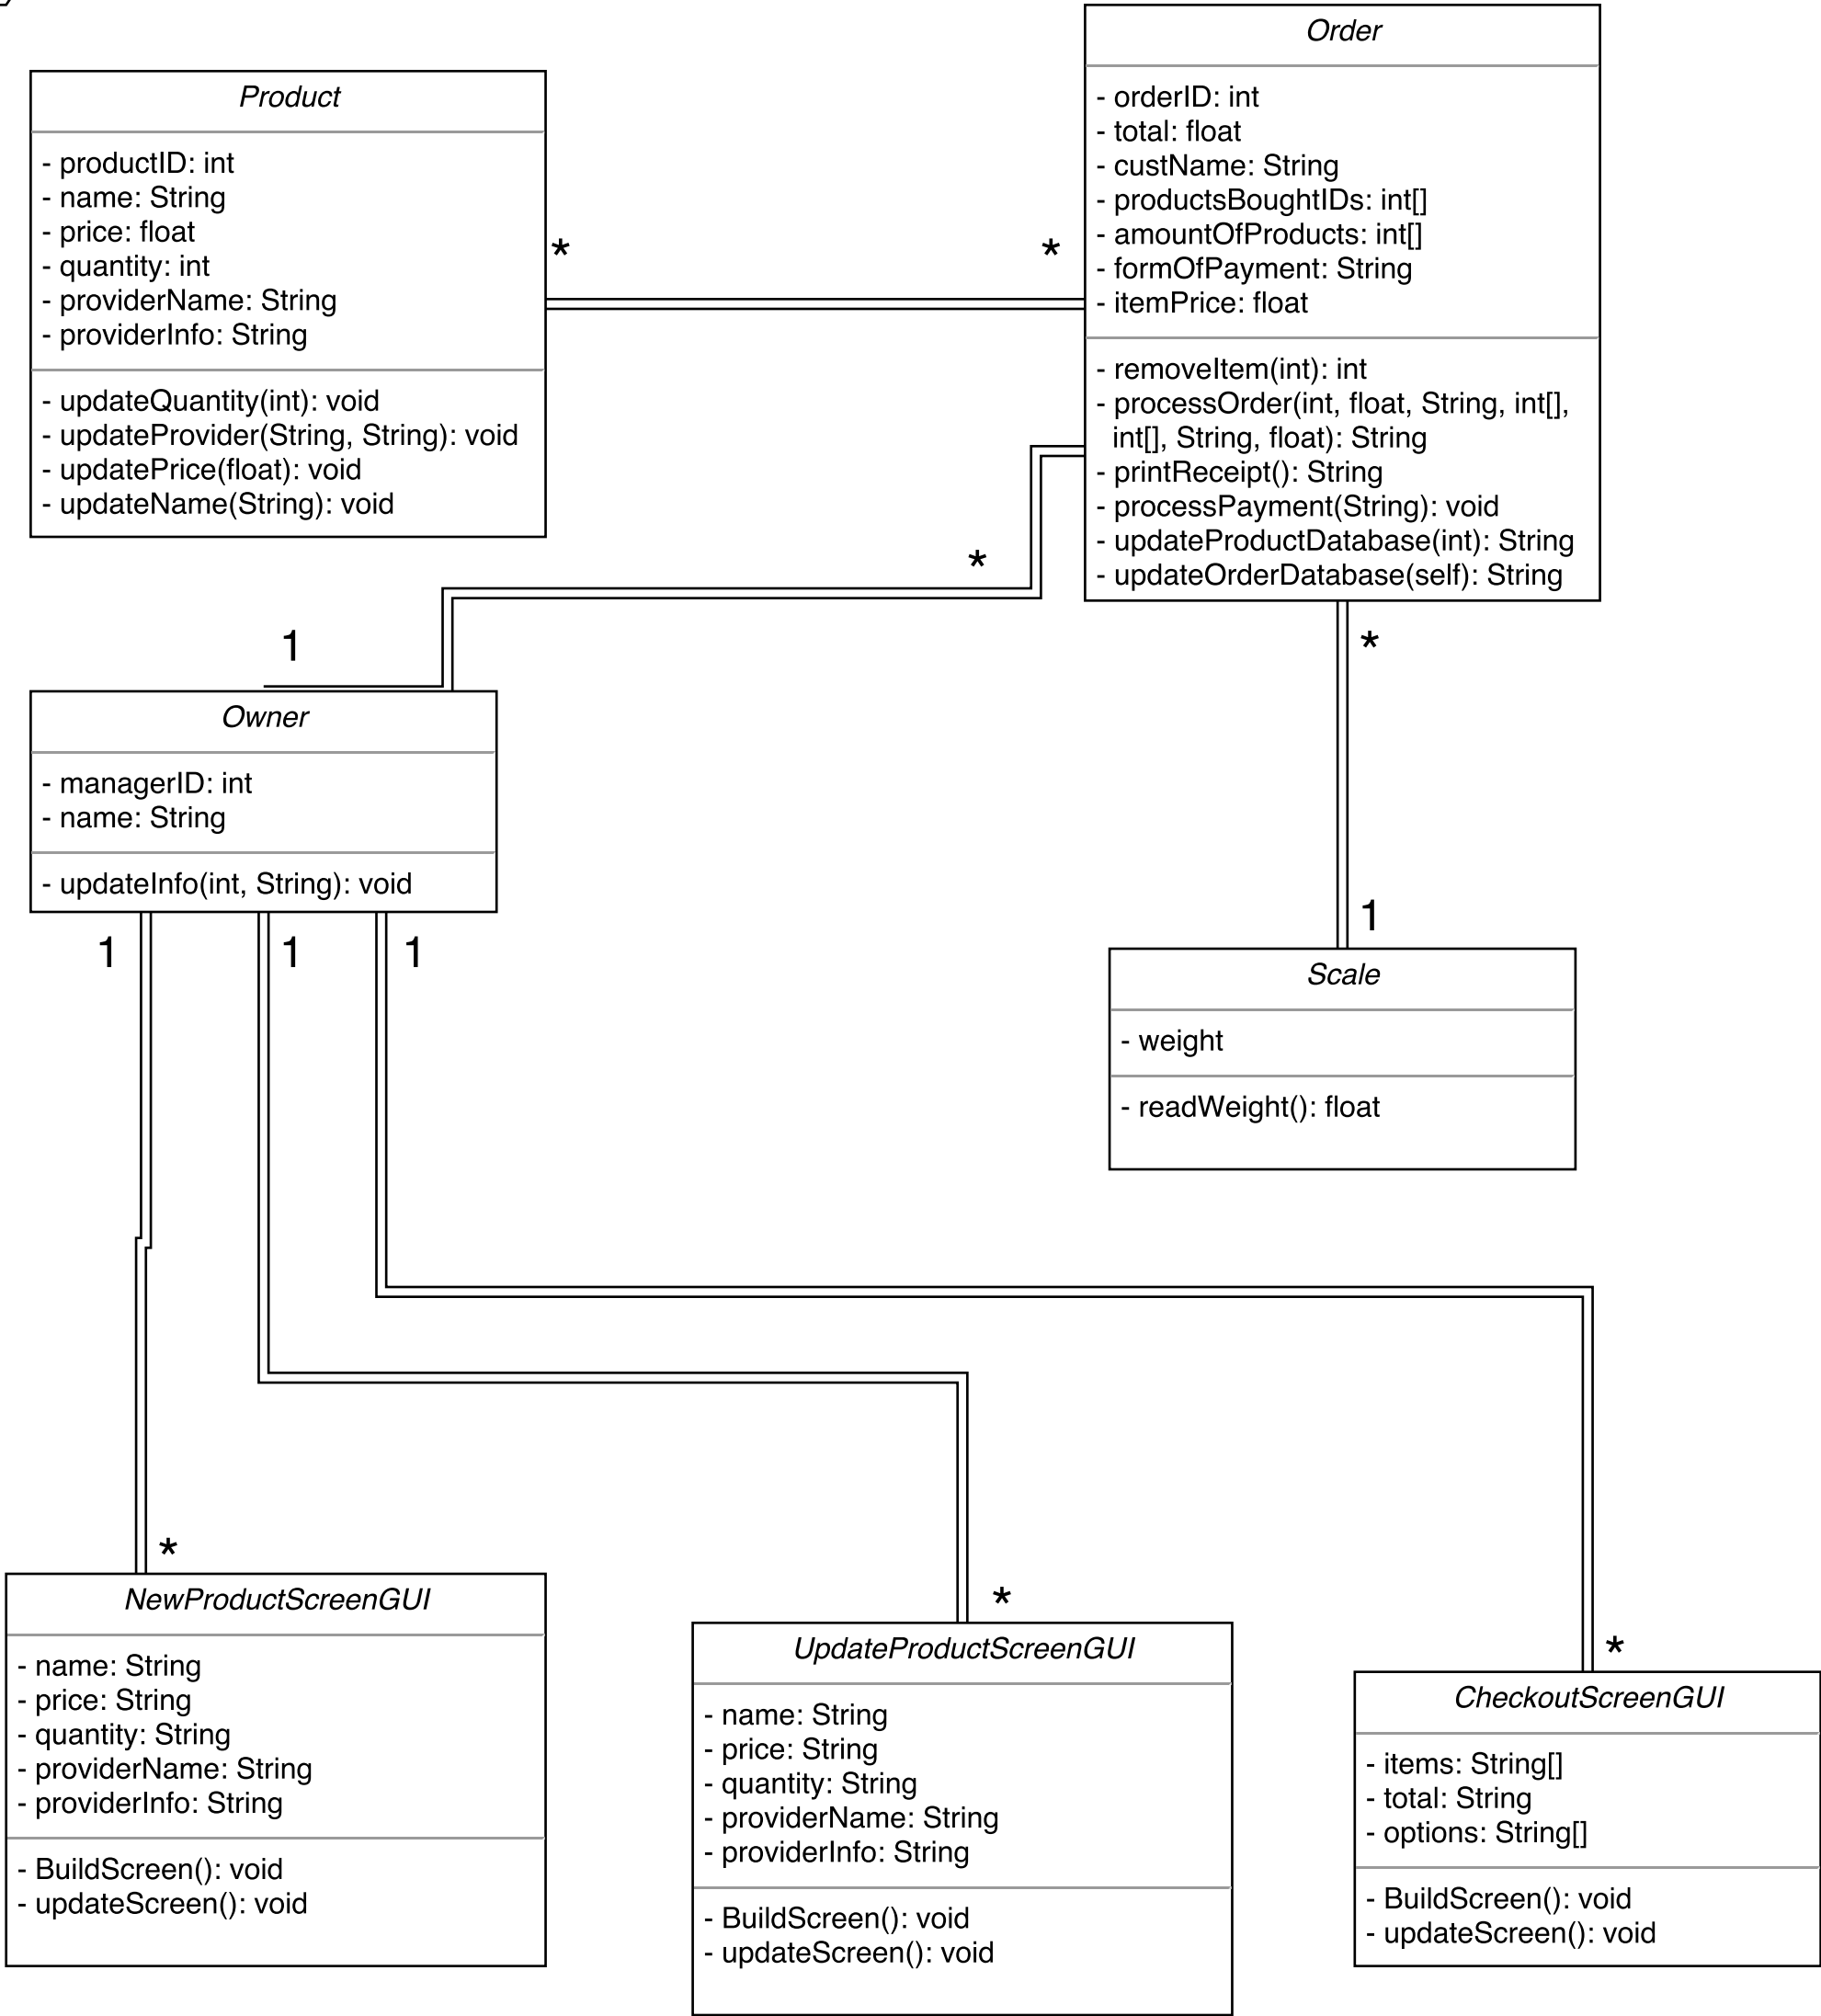 Product
- productID: int
- name: String
- price: float
- quantity: int
- providerName: String
- providerInfo: String
- updateQuantity(int): void
- updateProvider(String, String): void
- updatePrice(float): void
- updateName(String): void
*
*
Order
- orderID: int
- total: float
- custName: String
- productsBoughtIDs: int[]
- amountOfProducts: int[]
- formOfPayment: String
- itemPrice: float
- removeItem(int): int
- processOrder(int, float, String, int[],
int[], String, float): String
- printReceipt(): String
- processPayment(String): void
- updateProductDatabase(int): String
- updateOrderDatabase(self): String
*
1
*
1
Owner
- managerID: int
- name: String
- updateInfo(int, String): void
1
1
1
Scale
- weight
- readWeight(): float
*
*
*
NewProductScreenGUI
- name: String
- price: String
- quantity: String
- providerName: String
- providerInfo: String
- BuildScreen(): void
- updateScreen(): void
UpdateProductScreenGUI
- name: String
- price: String
- quantity: String
- providerName: String
- providerInfo: String
- BuildScreen(): void
- updateScreen(): void
CheckoutScreenGUI
- items: String[]
- total: String
- options: String[]
- BuildScreen(): void
- updateScreen(): void